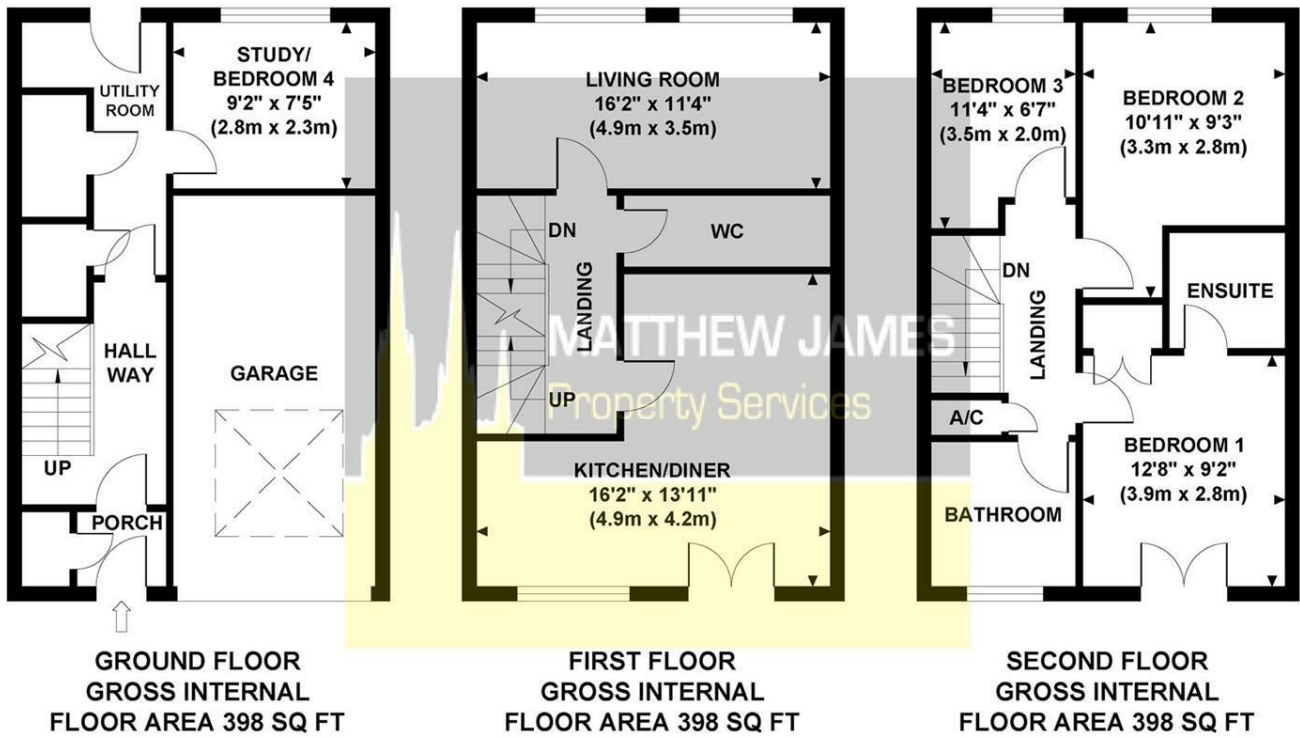 UTILITY
ROOM
STUDY/
BEDROOM 4
9'2" x 7'5"
(2.8m x 2.3m)
HALL
WAY
GARAGE
UP
PORCH
GROUND FLOOR
GROSS INTERNAL
FLOOR AREA 398 SQ FT
LIVING ROOM
16'2" x 11'4"
(4.9m x 3.5m)
DN
WC
LANDING
UP
MATTHEW JAMES
Property Services
KITCHEN/DINER
16'2" x 13'11"
(4.9m x 4.2m)
FIRST FLOOR
GROSS INTERNAL
FLOOR AREA 398 SQ FT
BEDROOM 3
11'4" x 6'7"
(3.5m x 2.0m)
BEDROOM 2
10'11" x 9'3"
(3.3m x 2.8m)
DN
ENSUITE
LANDING
A/C
BEDROOM 1
12'8" x 9'2"
(3.9m x 2.8m)
BATHROOM
SECOND FLOOR
GROSS INTERNAL
FLOOR AREA 398 SQ FT